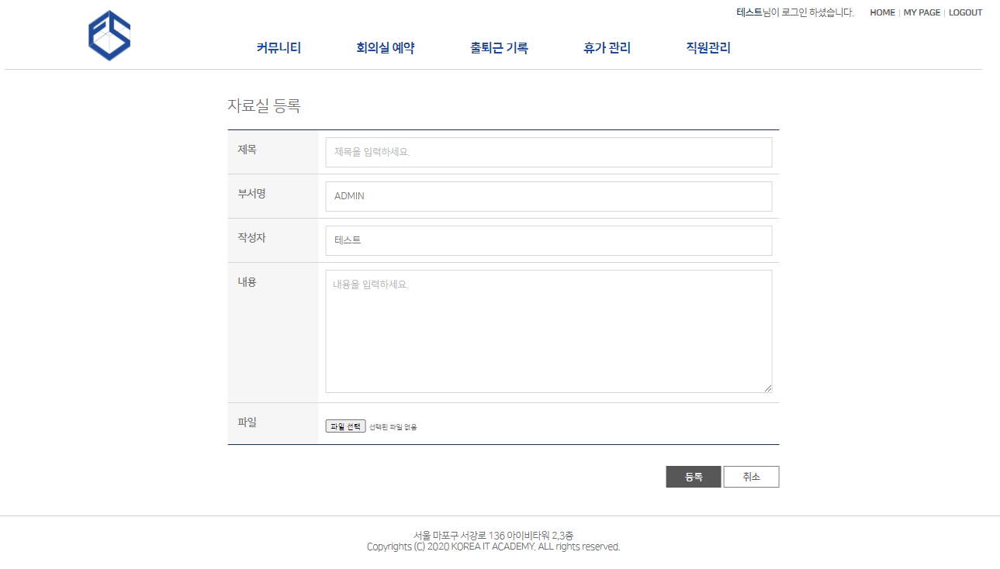 테스트님이 로그인 하셨습니다. HOME | MY PAGE | LOGOUT
커뮤니티 회의실 예약 출퇴근 기록 휴가 관리 직원관리
자료실 등록
제목 제목을 입력하세요.
부서명 ADMIN
작성자 테스트
내용 내용을 입력하세요.
파일 파일 선택 선택된 파일 없음
등록 취소
서울 마포구 서강로 136 아이비타워 2,3층
Copyrights (C) 2020 KOREA IT ACADEMY. ALL rights reserved.